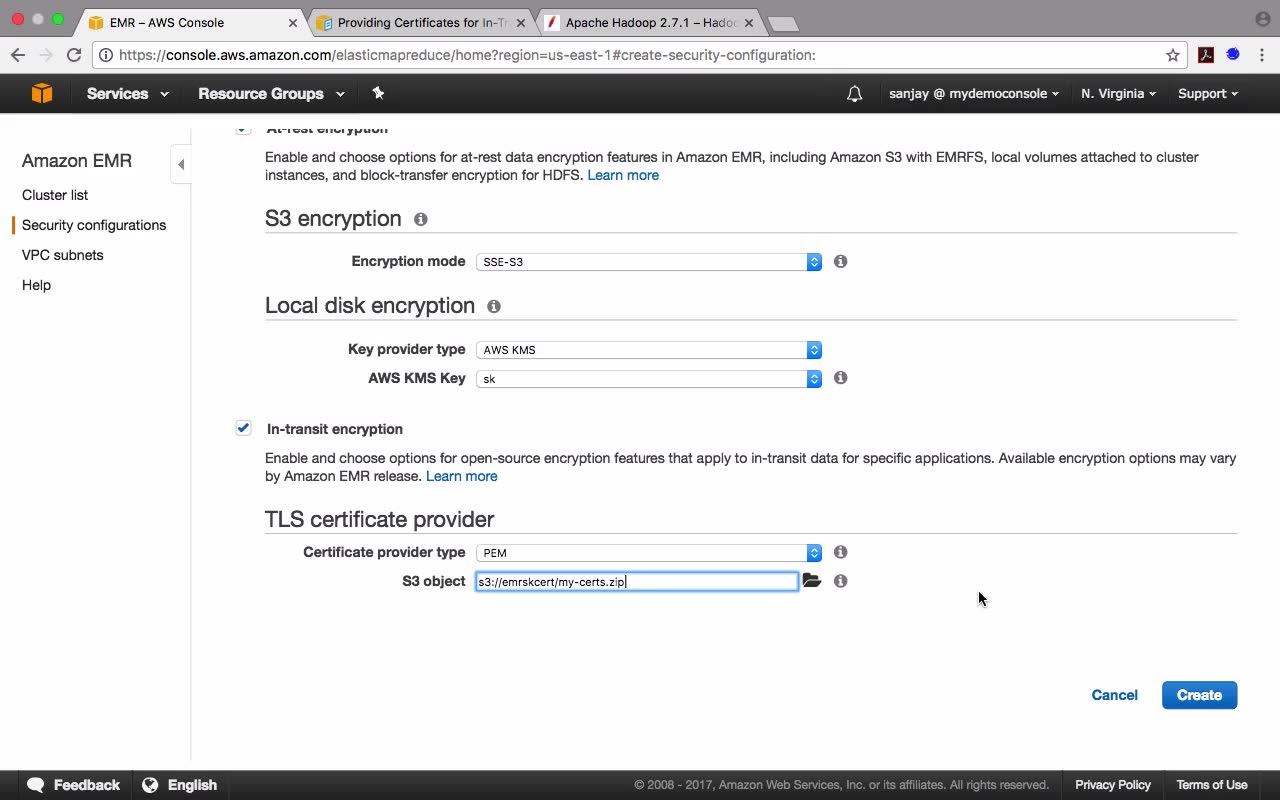 EMR – AWS Console
Providing Certificates for In-Tr
Apache Hadoop 2.7.1 – Hadoo
https://console.aws.amazon.com/elasticmapreduce/home?region=us-east-1#create-security-configuration:
Services
Resource Groups
sanjay @ mydemoconsole
N. Virginia
Support
Amazon EMR
Cluster list
Security configurations
VPC subnets
Help
At-rest encryption
Enable and choose options for at-rest data encryption features in Amazon EMR, including Amazon S3 with EMRFS, local volumes attached to cluster
instances, and block-transfer encryption for HDFS. Learn more
S3 encryption
Encryption mode SSE-S3
Local disk encryption
Key provider type AWS KMS
AWS KMS Key sk
In-transit encryption
Enable and choose options for open-source encryption features that apply to in-transit data for specific applications. Available encryption options may vary
by Amazon EMR release. Learn more
TLS certificate provider
Certificate provider type PEM
S3 object s3://emrskcert/my-certs.zip
Cancel
Create
Feedback
English
© 2008 - 2017, Amazon Web Services, Inc. or its affiliates. All rights reserved.
Privacy Policy
Terms of Use